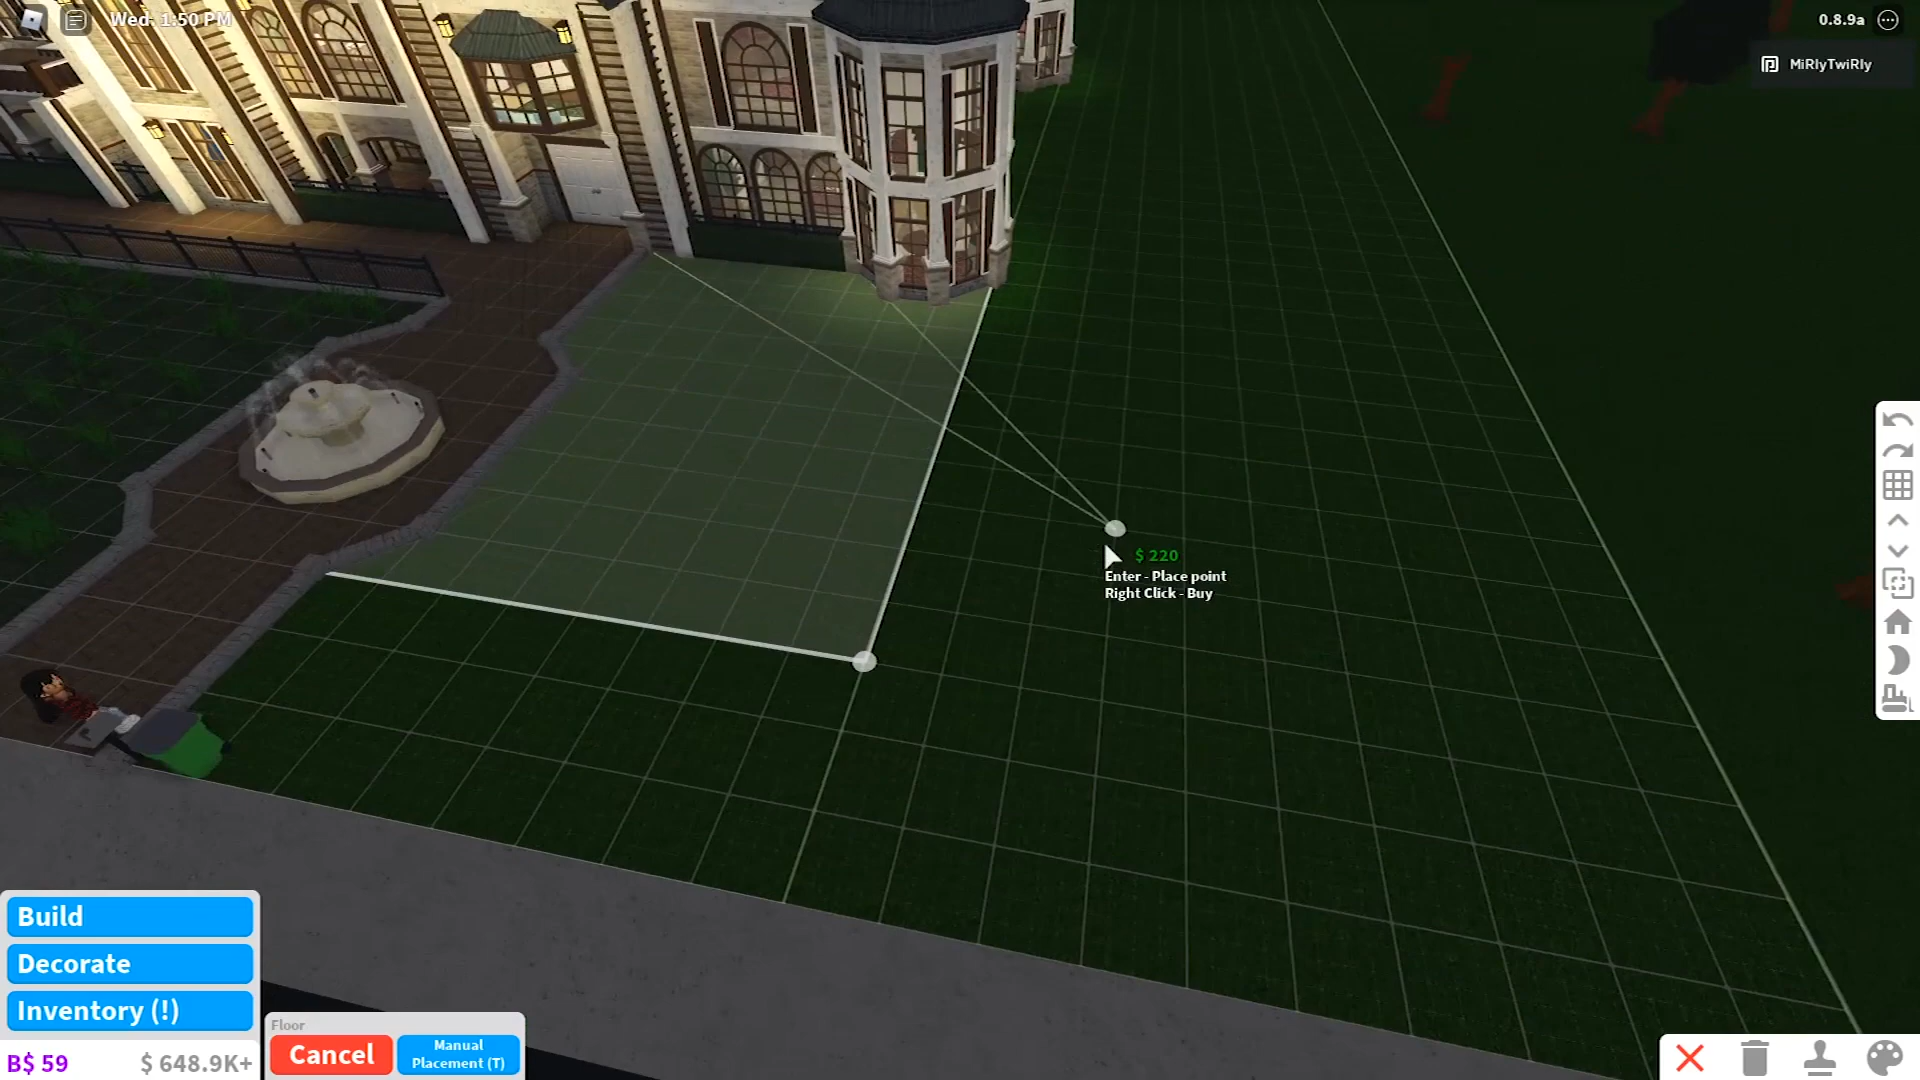 Wed. 1:50 PM
0.8.9a
MiRlyTwiRly
$ 220
Enter - Place point
Right Click - Buy
Build
Decorate
Inventory (!)
B$ 59
$ 648.9K+
Floor
Cancel
Manual
Placement (T)